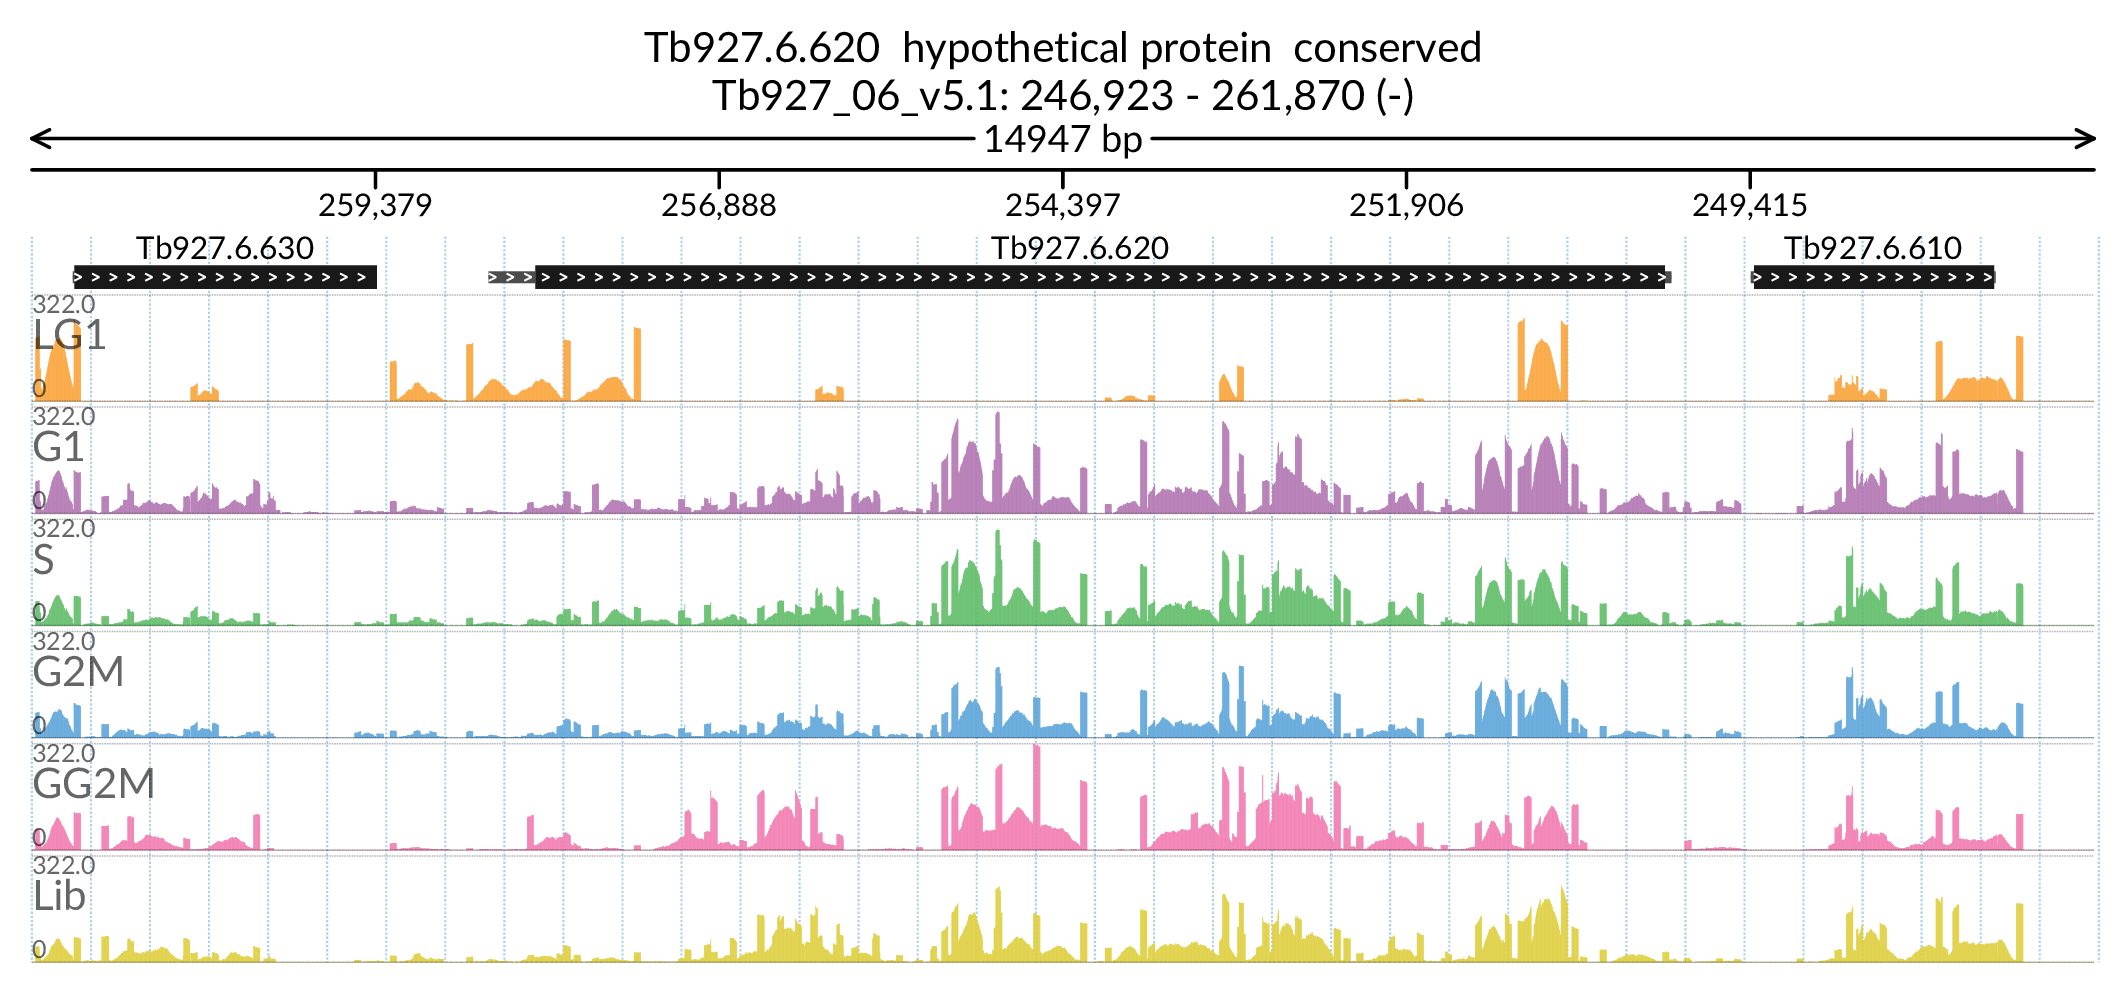 Tb927.6.620  hypothetical protein  conserved
Tb927_06_v5.1: 246,923 - 261,870 (-)
14947 bp
259,379 256,888 254,397 251,906 249,415
Tb927.6.630 Tb927.6.620 Tb927.6.610
322.0
LG1
0
322.0
G1
0
322.0
S
0
322.0
G2M
0
322.0
GG2M
0
322.0
Lib
0